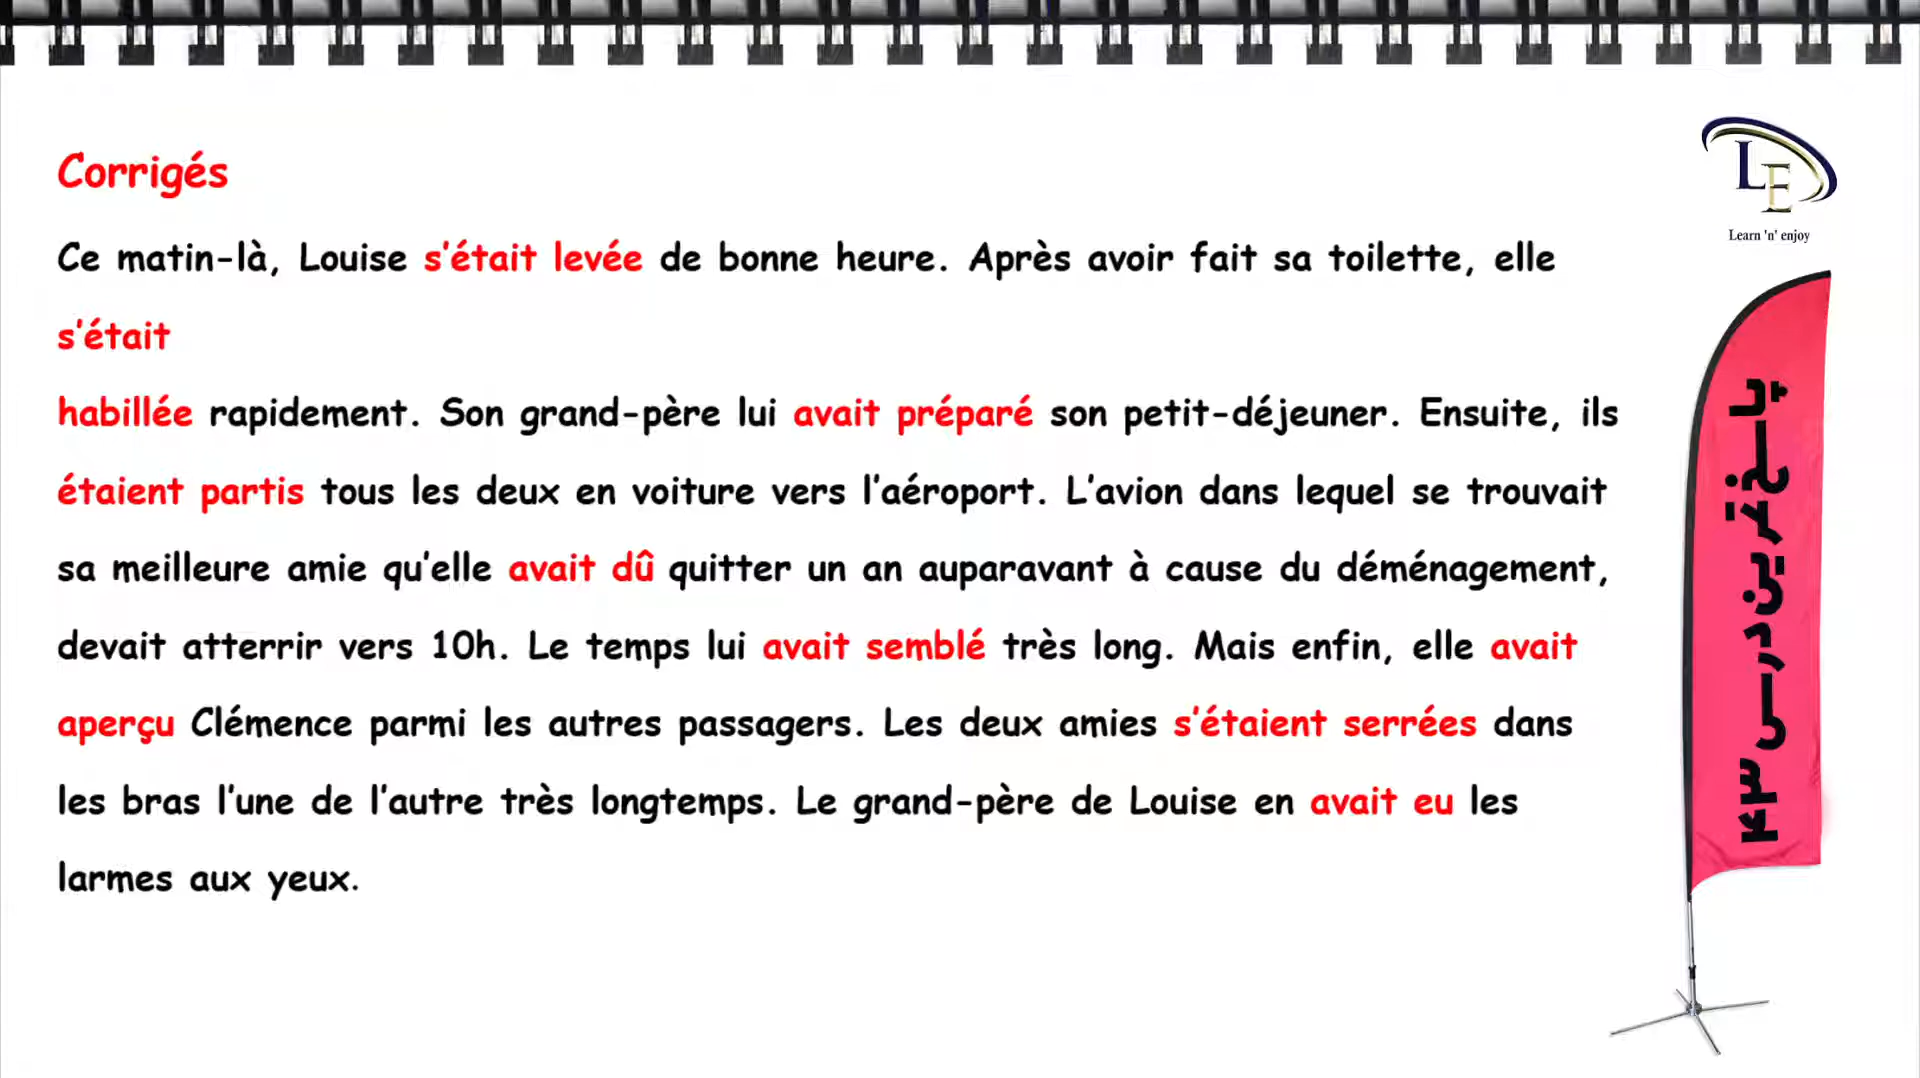 Corrigés
Ce matin-là, Louise s'était levée de bonne heure. Après avoir fait sa toilette, elle
s'était
habillée rapidement. Son grand-père lui avait préparé son petit-déjeuner. Ensuite, ils
étaient partis tous les deux en voiture vers l'aéroport. L'avion dans lequel se trouvait
sa meilleure amie qu'elle avait dû quitter un an auparavant à cause du déménagement,
devait atterrir vers 10h. Le temps lui avait semblé très long. Mais enfin, elle avait
aperçu Clémence parmi les autres passagers. Les deux amies s'étaient serrées dans
les bras l'une de l'autre très longtemps. Le grand-père de Louise en avait eu les
larmes aux yeux.
LE
Learn 'n' enjoy
پاسخ تمرین درس ۴۳